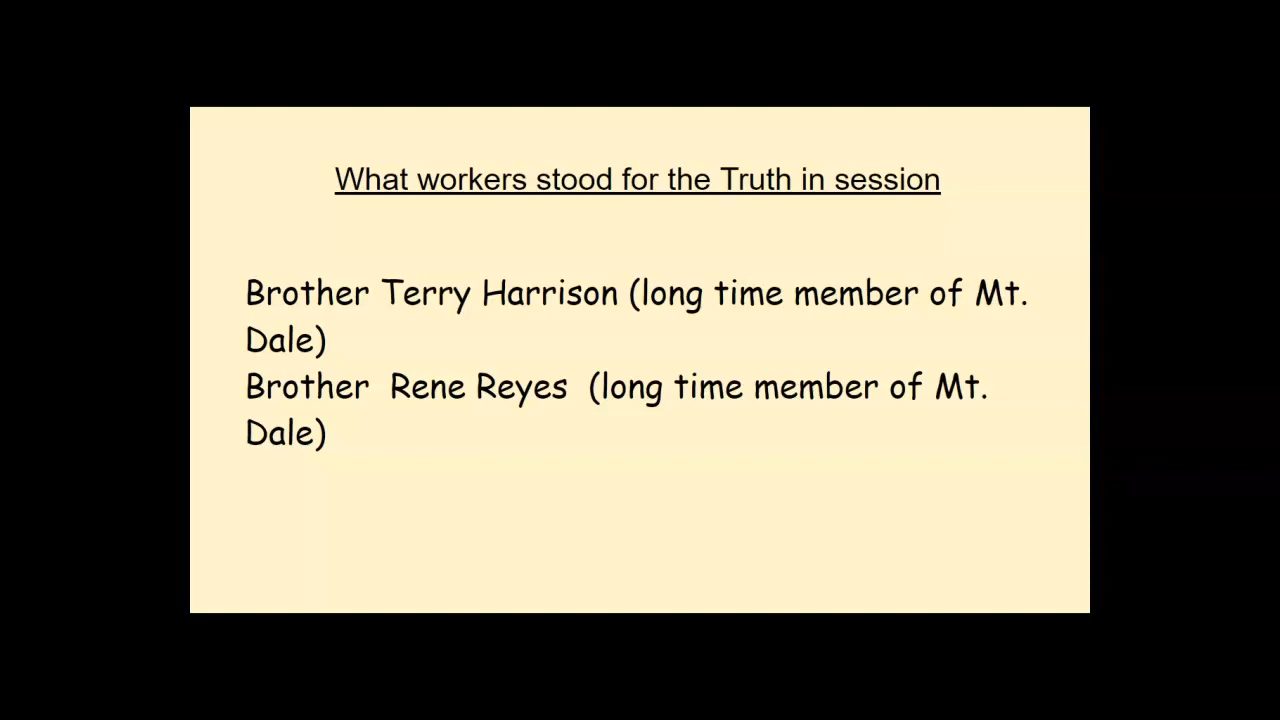 What workers stood for the Truth in session
Brother Terry Harrison (long time member of Mt.
Dale)
Brother  Rene Reyes  (long time member of Mt.
Dale)